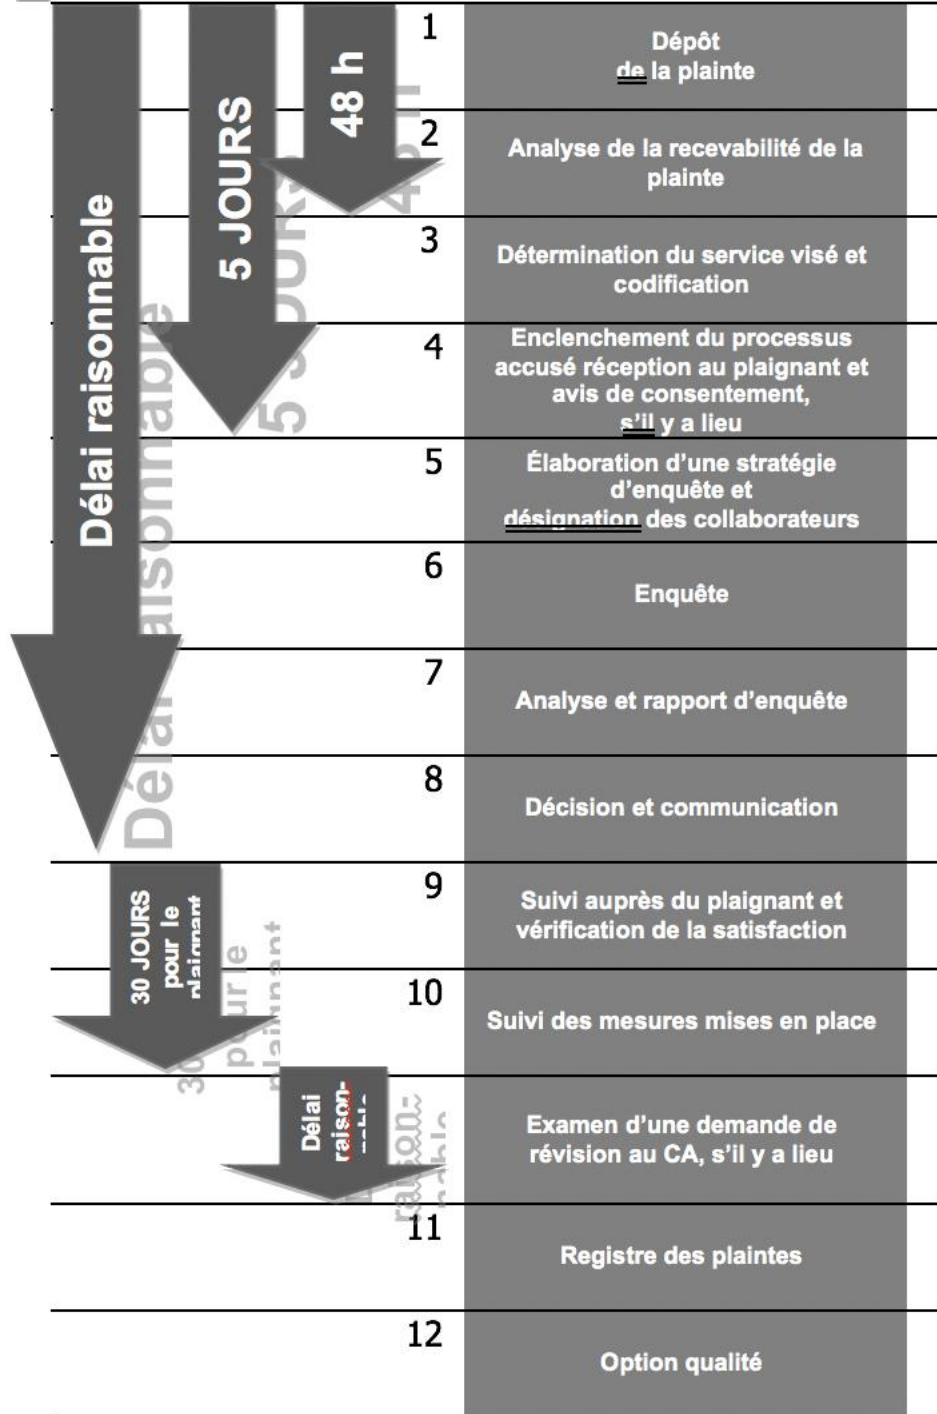 48 h
5 JOURS
Délai raisonnable
1
Dépôt
de la plainte
2
Analyse de la recevabilité de la
plainte
3
Détermination du service visé et
codification
4
Enclenchement du processus
accusé réception au plaignant et
avis de consentement,
s’il y a lieu
5
Élaboration d’une stratégie
d’enquête et
désignation des collaborateurs
6
Enquête
7
Analyse et rapport d’enquête
8
Décision et communication
30 JOURS
pour le
plaignant
9
Suivi auprès du plaignant et
vérification de la satisfaction
10
Suivi des mesures mises en place
Délai
raison-
nable
Examen d’une demande de
révision au CA, s’il y a lieu
11
Registre des plaintes
12
Option qualité